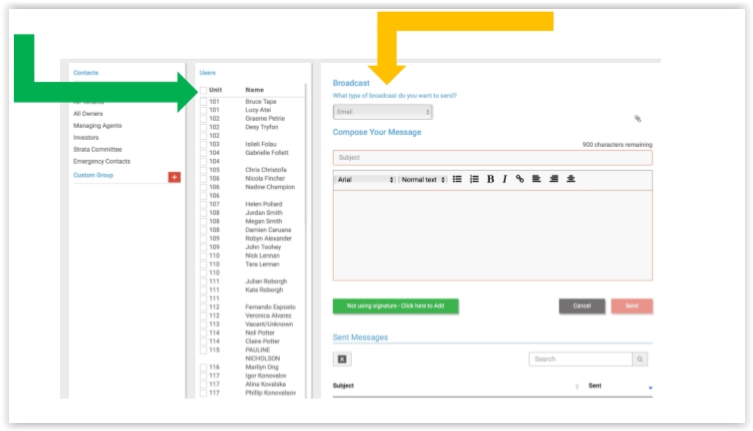 Contacts
All Owners
Managing Agents
Investors
Strata Committee
Emergency Contacts
Custom Group +
Users
Unit Name
101 Bruce Tape
101 Lucy Atai
102 Graeme Petrie
102 Desy Tryfon
102
103 Isileli Folau
104 Gabrielle Follett
104
105 Chris Christofa
106 Nicola Fincher
106 Nadine Champion
106
107 Helen Pollard
108 Jordan Smith
108 Megan Smith
108 Damien Caruana
109 Robyn Alexander
109 John Toohey
110 Nick Lennan
110 Tara Lennan
110
111 Julian Roborgh
111 Kate Roborgh
111
112 Fernando Esposto
112 Veronica Alvarez
113 Vacant/Unknown
114 Neil Potter
114 Claire Potter
115 PAULINE
NICHOLSON
116 Marilyn Ong
117 Igor Konovalov
117 Alina Kovalska
117 Phillip Konovalaov
Broadcast
What type of broadcast do you want to send?
Email
Compose Your Message
900 characters remaining
Subject
Arial Normal text B I
Not using signature - Click here to Add
Cancel Send
Sent Messages
X
Search
Subject Sent